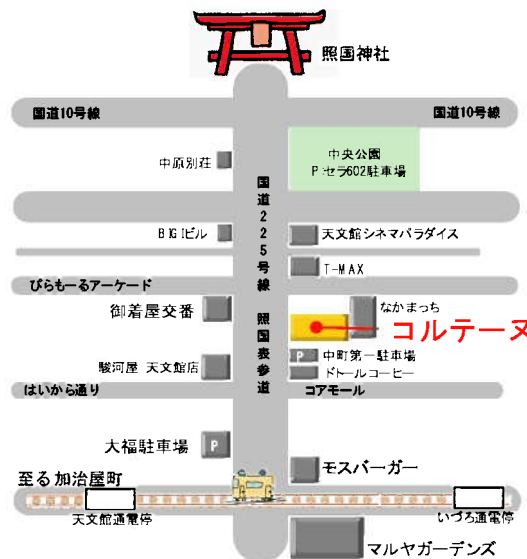 照国神社
国道10号線
国道10号線
中原別荘
中央公園
P:セラ602駐車場
国道225号線 照国表参道
BIGIビル
天文館シネマパラダイス
T-MAX
ぴらもーるアーケード
御着屋交番
なかまっち
コルテーヌ
P
中町第一駐車場
駿河屋 天文館店
ドトールコーヒー
はいから通り
コアモール
大福駐車場
P
モスバーガー
至る加治屋町
天文館通電停
いづろ通電停
マルヤガーデンズ